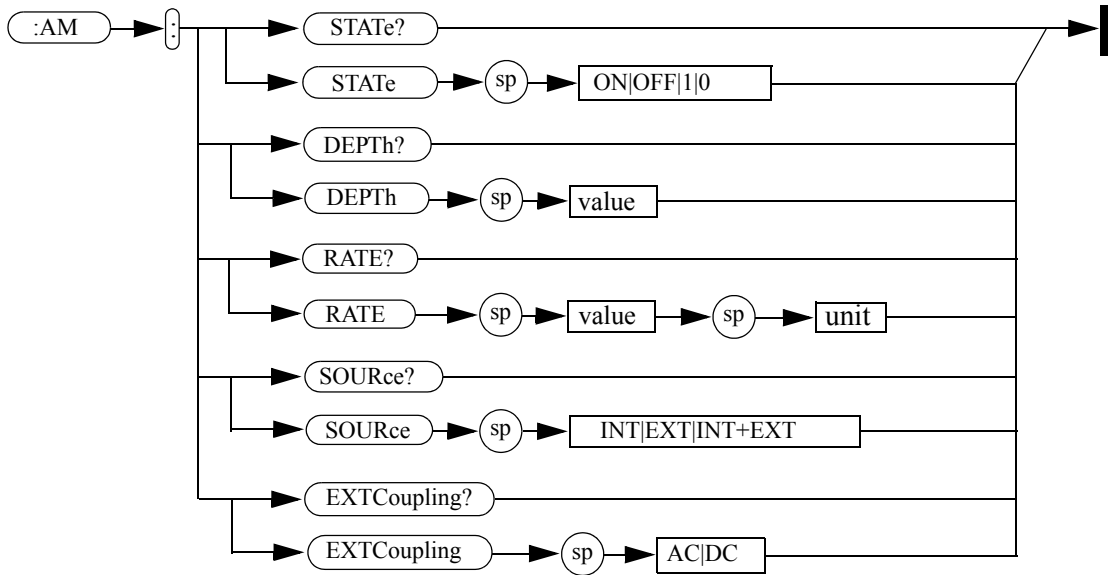 :AM : STATe?
STATe sp ON|OFF|1|0
DEPTh?
DEPTh sp value
RATE?
RATE sp value sp unit
SOURce?
SOURce sp INT|EXT|INT+EXT
EXTCoupling?
EXTCoupling sp AC|DC